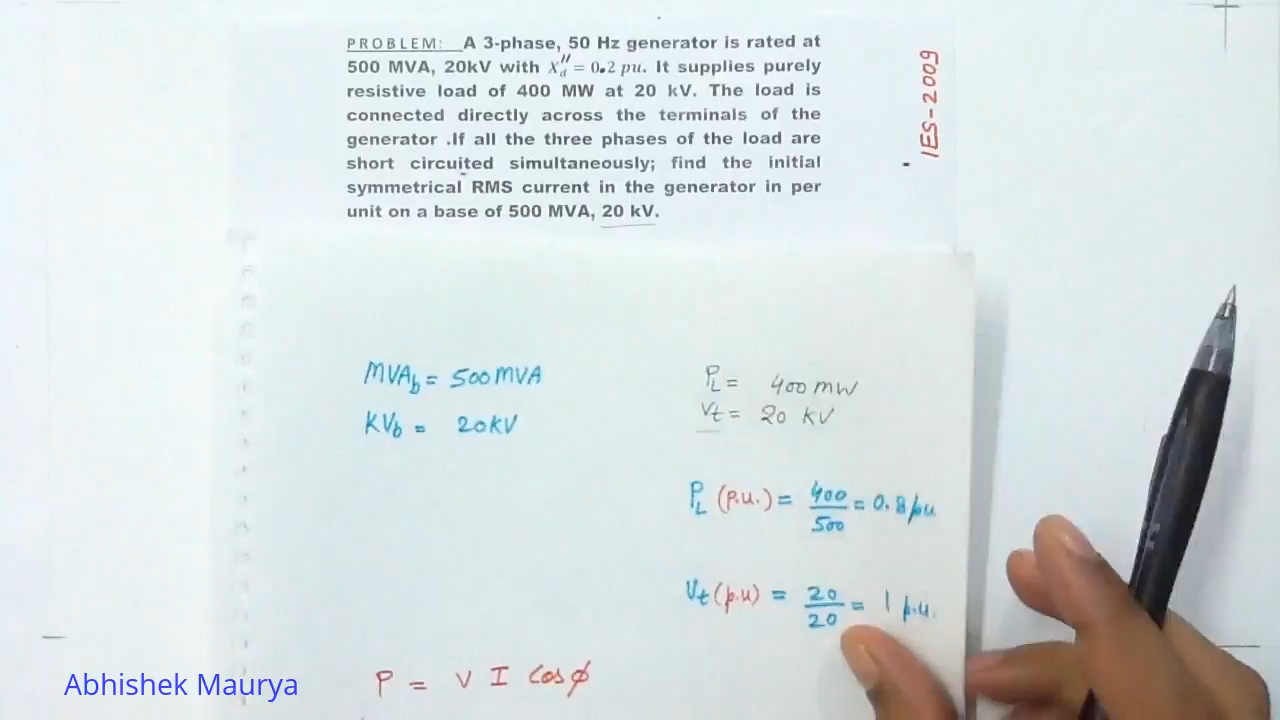 PROBLEM: A 3-phase, 50 Hz generator is rated at
500 MVA, 20kV with X''d = 0.2 pu. It supplies purely
resistive load of 400 MW at 20 kV. The load is
connected directly across the terminals of the
generator .If all the three phases of the load are
short circuited simultaneously; find the initial
symmetrical RMS current in the generator in per
unit on a base of 500 MVA, 20 kV.
IES-2009
MVAb = 500MVA
KVb = 20KV
PL = 400 MW
Vt = 20 KV
PL (p.u.) = 400/500 = 0.8 pu
Vt (p.u) = 20/20 = 1 p.u.
P = V I Cosϕ
Abhishek Maurya